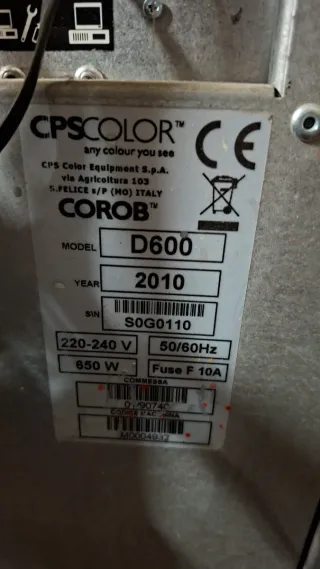 CPSCOLOR™
any colour you see
CPS Color Equipment S.p.A.
via Agricoltura 103
S.FELICE s/P (MO) ITALY
COROB™
CE
MODEL D600
YEAR 2010
S\N S0G0110
220-240 V 50/60Hz
650 W Fuse F 10A
COMMESSA
M0004932